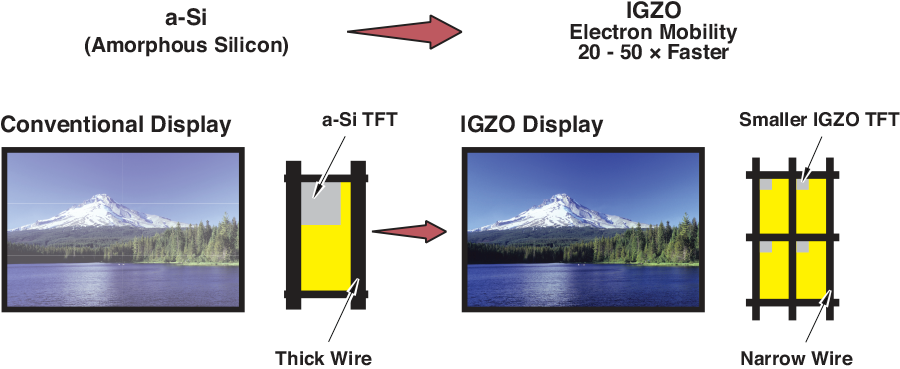 a-Si
(Amorphous Silicon)
IGZO
Electron Mobility
20 - 50 × Faster
Conventional Display
a-Si TFT
IGZO Display
Smaller IGZO TFT
Thick Wire
Narrow Wire